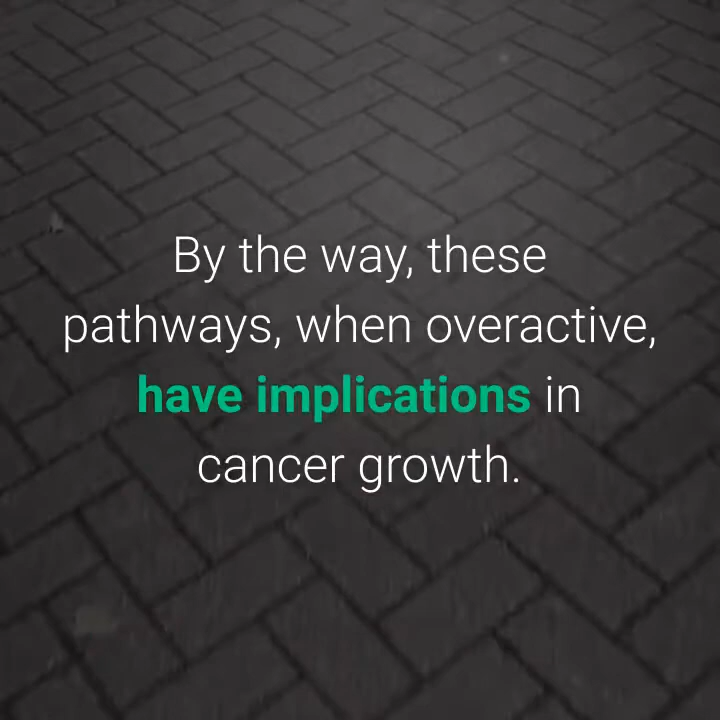 By the way, these
pathways, when overactive,
have implications in
cancer growth.